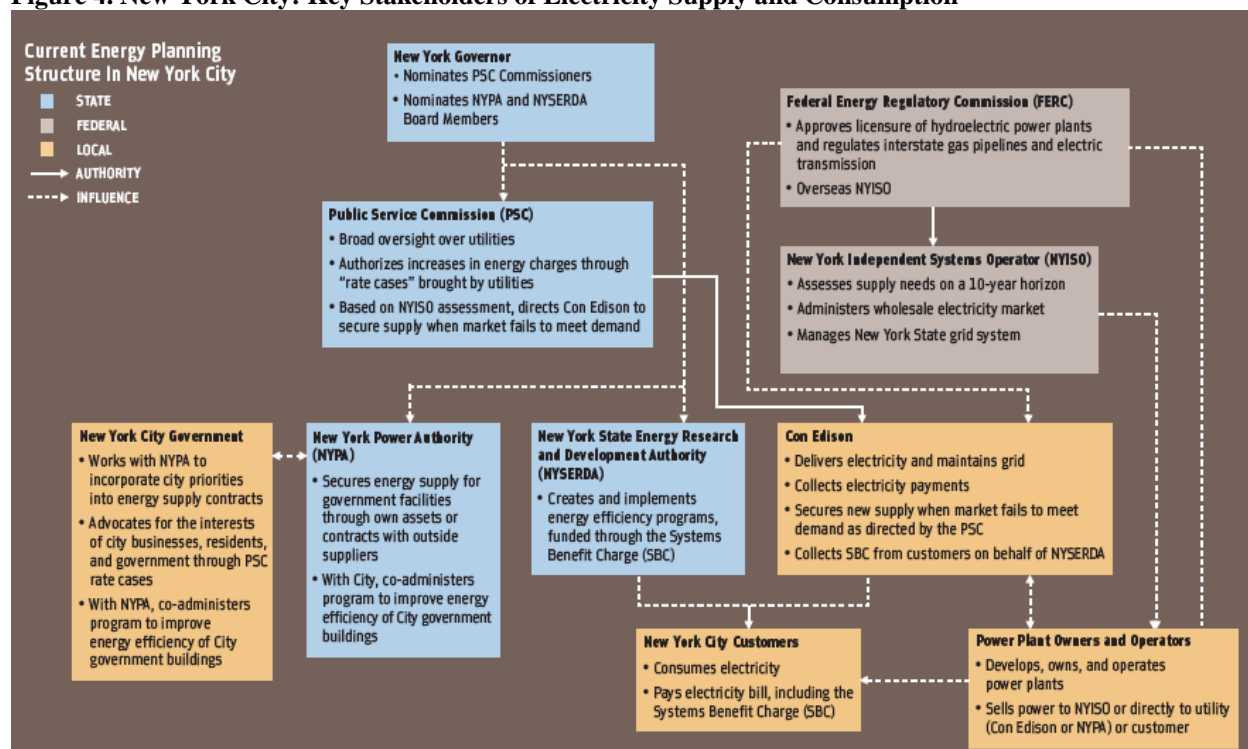 Figure 4: New York City: Key Stakeholders of Electricity Supply and Consumption
Current Energy Planning
Structure In New York City
STATE
FEDERAL
LOCAL
AUTHORITY
INFLUENCE
New York Governor
• Nominates PSC Commissioners
• Nominates NYPA and NYSERDA
Board Members
Federal Energy Regulatory Commission (FERC)
• Approves licensure of hydroelectric power plants
and regulates interstate gas pipelines and electric
transmission
• Overseas NYISO
Public Service Commission (PSC)
• Broad oversight over utilities
• Authorizes increases in energy charges through
“rate cases” brought by utilities
• Based on NYISO assessment, directs Con Edison to
secure supply when market fails to meet demand
New York Independent Systems Operator (NYISO)
• Assesses supply needs on a 10-year horizon
• Administers wholesale electricity market
• Manages New York State grid system
New York City Government
• Works with NYPA to
incorporate city priorities
into energy supply contracts
• Advocates for the interests
of city businesses, residents,
and government through PSC
rate cases
• With NYPA, co-administers
program to improve
energy efficiency of City
government buildings
New York Power Authority
(NYPA)
• Secures energy supply for
government facilities
through own assets or
contracts with outside
suppliers
• With City, co-administers
program to improve energy
efficiency of City government
buildings
New York State Energy Research
and Development Authority
(NYSERDA)
• Creates and implements
energy efficiency programs,
funded through the Systems
Benefit Charge (SBC)
Con Edison
• Delivers electricity and maintains grid
• Collects electricity payments
• Secures new supply when market fails to meet
demand as directed by the PSC
• Collects SBC from customers on behalf of NYSERDA
New York City Customers
• Consumes electricity
• Pays electricity bill, including the
Systems Benefit Charge (SBC)
Power Plant Owners and Operators
• Develops, owns, and operates
power plants
• Sells power to NYISO or directly to utility
(Con Edison or NYPA) or customer